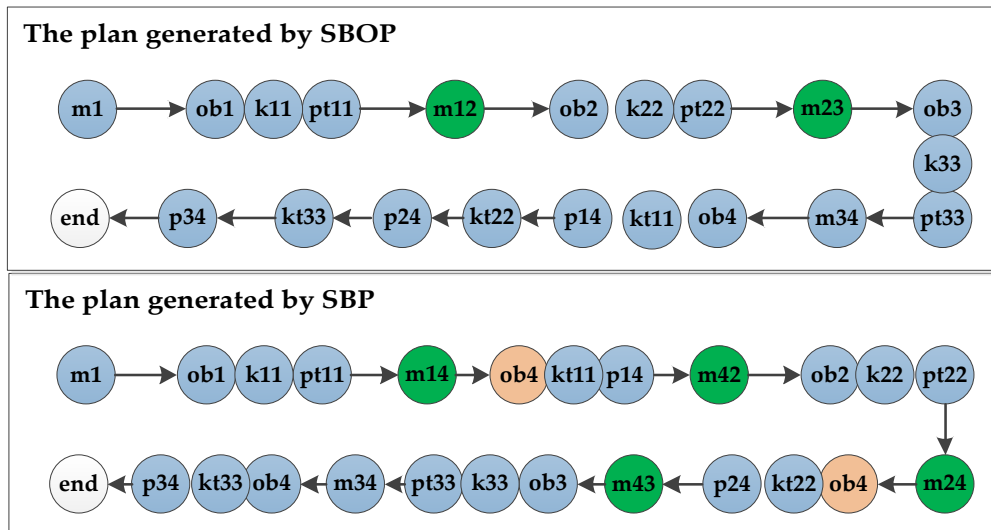 The plan generated by SBOP
m1 ob1 k11 pt11 m12 ob2 k22 pt22 m23 ob3
k33
end p34 kt33 p24 kt22 p14 kt11 ob4 m34 pt33
The plan generated by SBP
m1 ob1 k11 pt11 m14 ob4 kt11 p14 m42 ob2 k22 pt22
end p34 kt33 ob4 m34 pt33 k33 ob3 m43 p24 kt22 ob4 m24